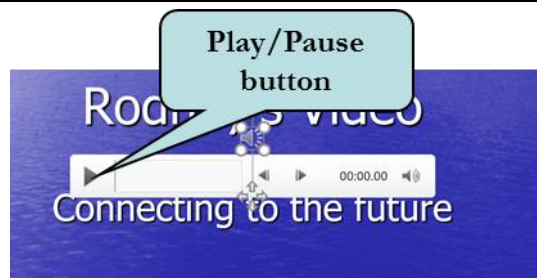 Play/Pause
button
Video
00:00.00
Connecting to the future